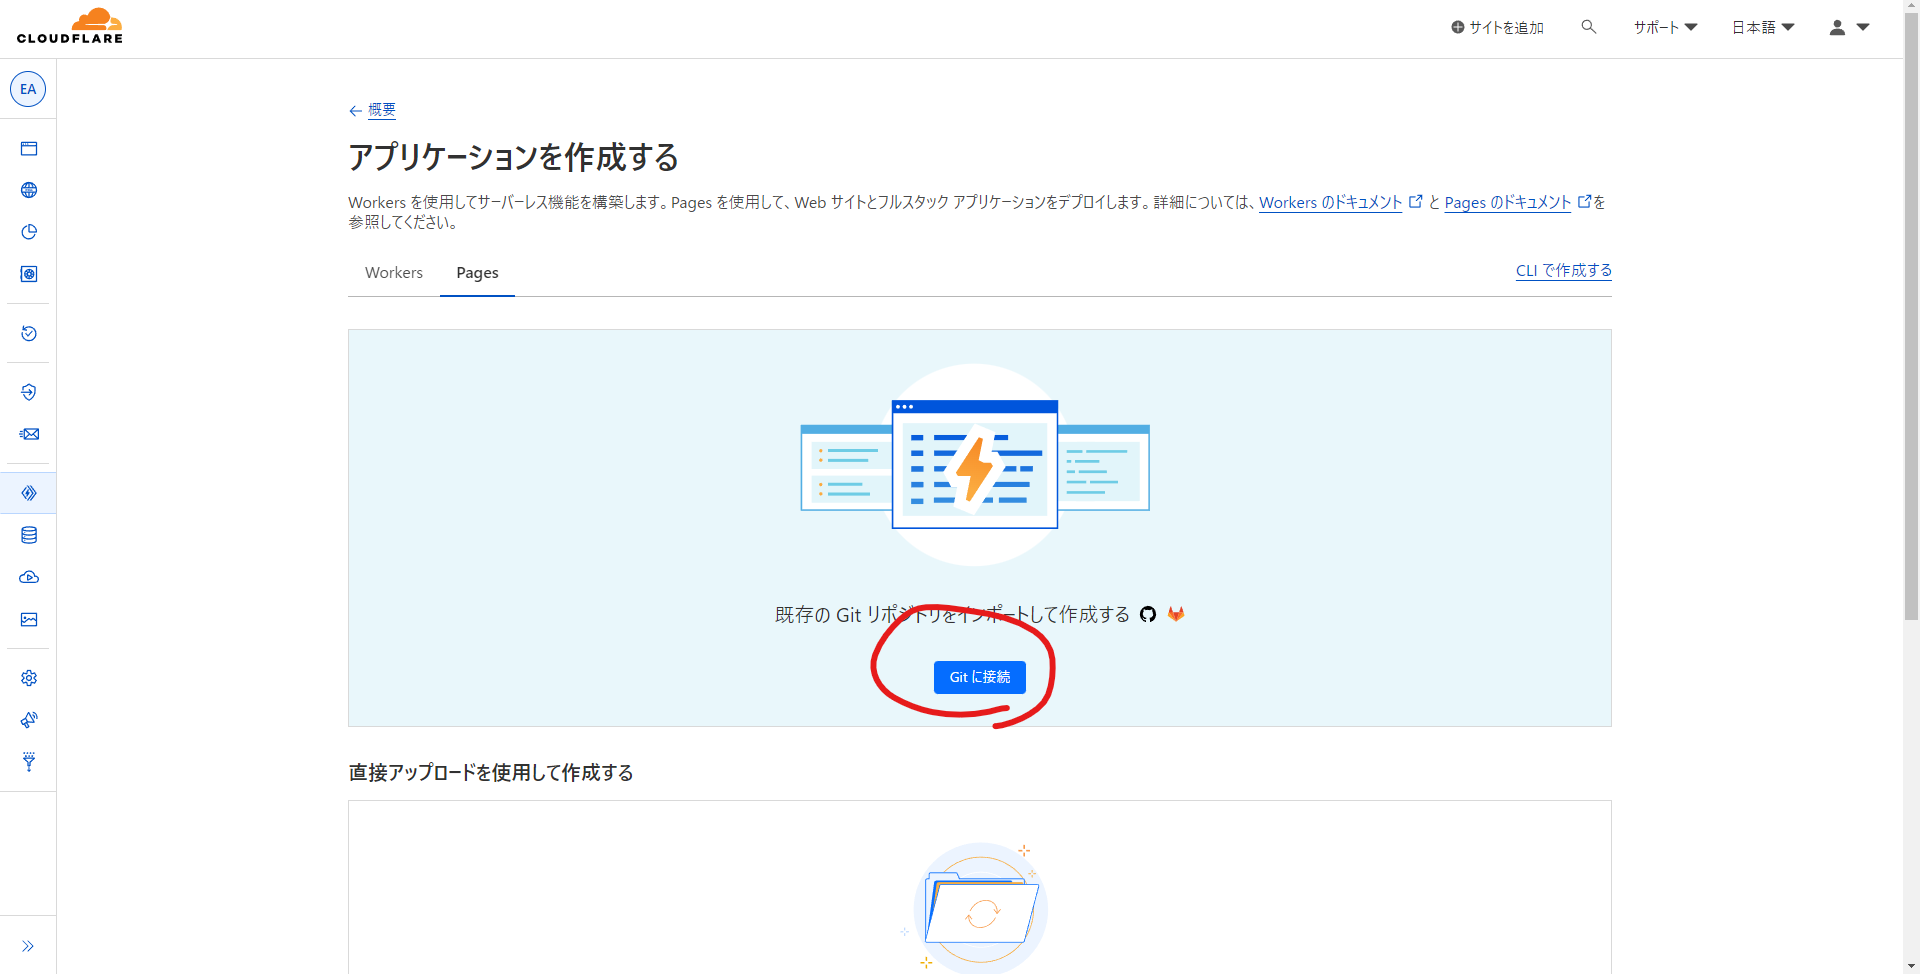 CLOUDFLARE
サイトを追加
サポート
日本語
EA
概要
アプリケーションを作成する
Workers を使用してサーバーレス機能を構築します。Pages を使用して、Web サイトとフルスタック アプリケーションをデプロイします。詳細については、Workers のドキュメント と Pages のドキュメント を
参照してください。
Workers
Pages
CLI で作成する
既存の Git リポジトリをインポートして作成する
Git に接続
直接アップロードを使用して作成する